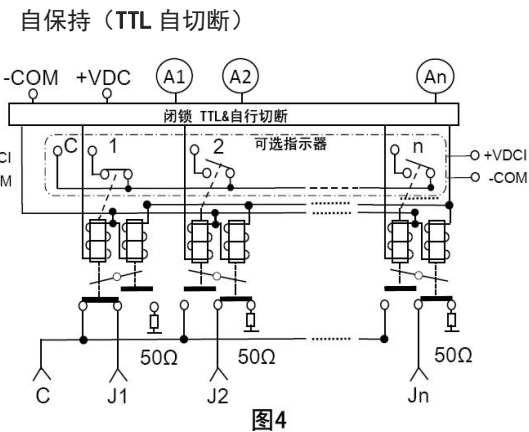 自保持（TTL 自切断）
-COM +VDC A1 A2 An
闭锁 TTL&自行切断
C 1 2 可选指示器 n
CI +VDCI
M -COM
50Ω 50Ω 50Ω
C J1 J2 Jn
图4